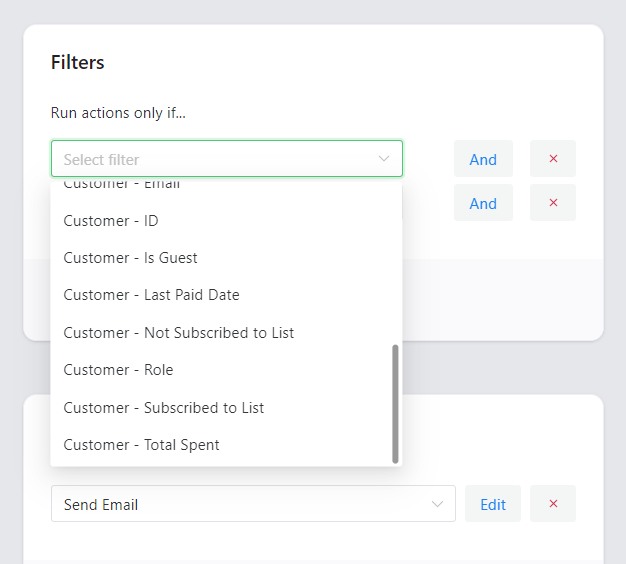 Filters
Run actions only if...
Select filter
And
×
Customer - Email
And
×
Customer - ID
Customer - Is Guest
Customer - Last Paid Date
Customer - Not Subscribed to List
Customer - Role
Customer - Subscribed to List
Customer - Total Spent
Send Email
Edit
×